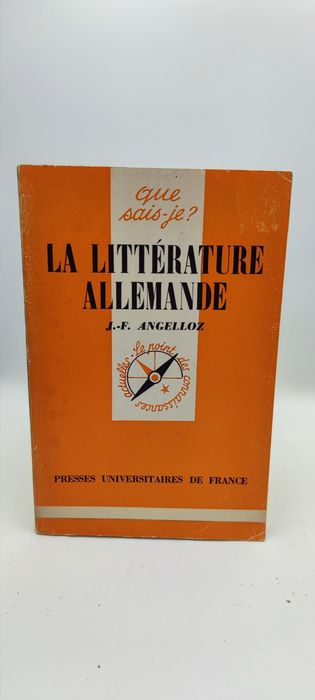 que
sais-je?
LA LITTÉRATURE
ALLEMANDE
J.-F. ANGELLOZ
Le point des connaissances actuelles
PRESSES UNIVERSITAIRES DE FRANCE